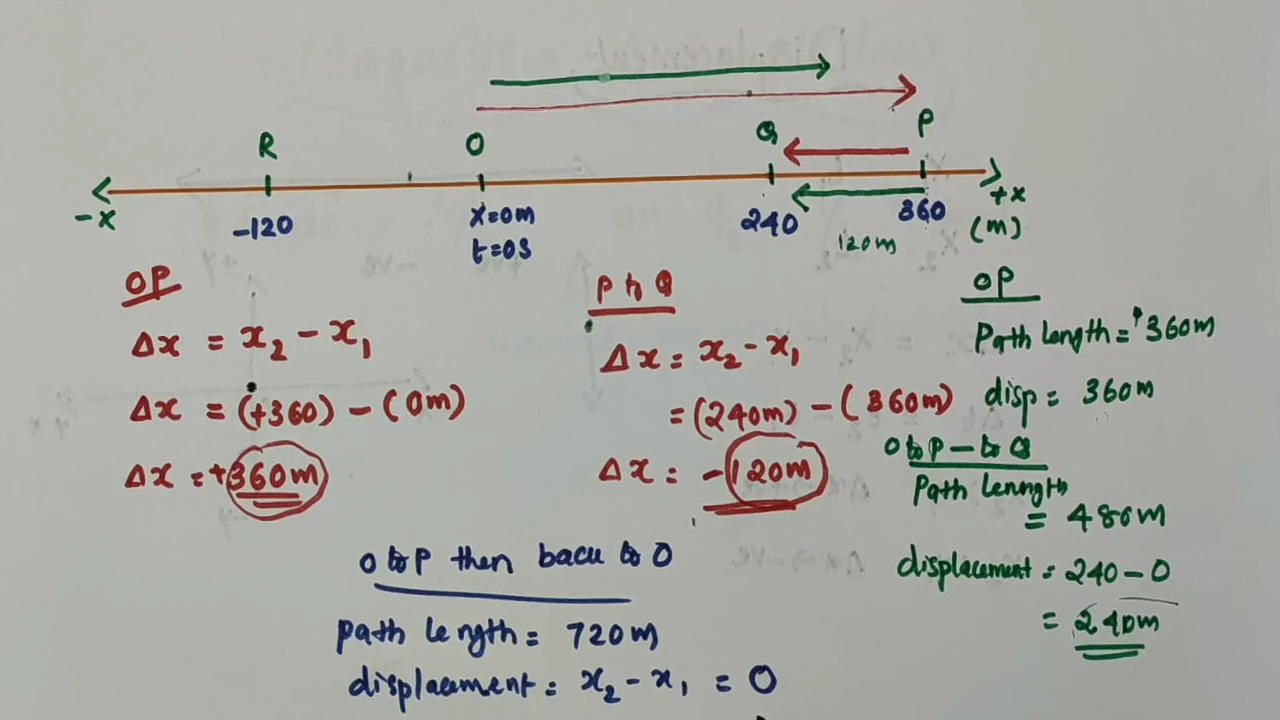 R O Q P
-x -120 x=0m 240 360 +x
t=0s 120m (m)
OP
Δx = x₂ - x₁
Δx = (+360) - (0m)
Δx = +360m
P to Q
Δx = x₂ - x₁
= (240m) - (360m)
Δx = -120m
OP
Path length = +360m
disp = 360m
O to P - to Q
Path lenngth
= 480m
displacement = 240-0
= 240m
O to P then back to O
path length = 720m
displacement = x₂ - x₁ = 0